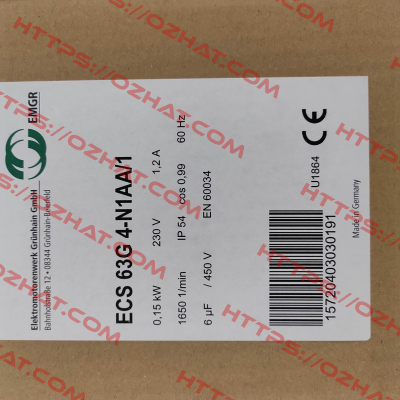 EMGR
Elektromotorenwerk Grünhain GmbH
Bahnhofstraße 12 • 08344 Grünhain-Beierfeld
ECS 63G 4-N1AA/1
0,15 kW 230 V 1,2 A
1650 1/min IP 54 cos 0,99 60 Hz
6 µF / 450 V EN 60034
15720403030191
U1864
CE
Made in Germany
HTTPS://OZHAT.COM